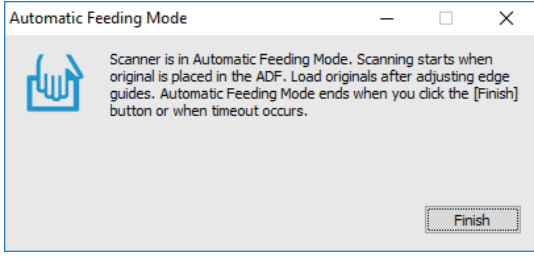 Automatic Feeding Mode
Scanner is in Automatic Feeding Mode. Scanning starts when
original is placed in the ADF. Load originals after adjusting edge
guides. Automatic Feeding Mode ends when you click the [Finish]
button or when timeout occurs.
Finish